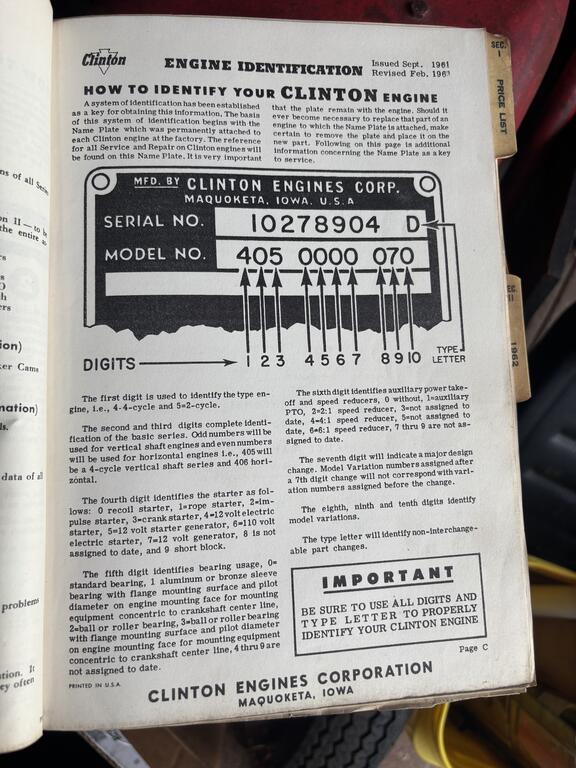 Clinton
ENGINE IDENTIFICATION
Issued Sept. 1961
Revised Feb. 1963
HOW TO IDENTIFY YOUR CLINTON ENGINE
A system of identification has been established
as a key for obtaining this information. The basis
of this system of identification begins with the
Name Plate which was permanently attached to
each Clinton engine at the factory. The reference
for all Service and Repair on Clinton engines will
be found on this Name Plate. It is very important
that the plate remain with the engine. Should it
ever become necessary to replace that part of an
engine to which the Name Plate is attached, make
certain to remove the plate and place it on the
new part. Following on this page is additional
information concerning the Name Plate as a key
to service.
MFD. BY CLINTON ENGINES CORP.
MAQUOKETA, IOWA, U.S.A
SERIAL NO. 10278904 D
MODEL NO. 405 0000 070
DIGITS 1 2 3 4 5 6 7 8 9 10
TYPE
LETTER
The first digit is used to identify the type en-
gine, i.e., 4-4-cycle and 5=2-cycle.
The second and third digits complete identi-
fication of the basic series. Odd numbers will be
used for vertical shaft engines and even numbers
will be used for horizontal engines i.e., 405 will
be a 4-cycle vertical shaft series and 406 hori-
zontal.
The fourth digit identifies the starter as fol-
lows: 0 recoil starter, 1=rope starter, 2=im-
pulse starter, 3=crank starter, 4=12 volt electric
starter, 5=12 volt starter generator, 6=110 volt
electric starter, 7=12 volt generator, 8 is not
assigned to date, and 9 short block.
The fifth digit identifies bearing usage, 0=
standard bearing, 1 aluminum or bronze sleeve
bearing with flange mounting surface and pilot
diameter on engine mounting face for mounting
equipment concentric to crankshaft center line,
2=ball or roller bearing, 3=ball or roller bearing
with flange mounting surface and pilot diameter
on engine mounting face for mounting equipment
concentric to crankshaft center line, 4 thru 9 are
not assigned to date.
The sixth digit identifies auxiliary power take-
off and speed reducers, 0 without, 1=auxiliary
PTO, 2=2:1 speed reducer, 3=not assigned to
date, 4=4:1 speed reducer, 5=not assigned to
date, 6=6:1 speed reducer, 7 thru 9 are not as-
signed to date.
The seventh digit will indicate a major design
change. Model Variation numbers assigned after
a 7th digit change will not correspond with vari-
ation numbers assigned before the change.
The eighth, ninth and tenth digits identify
model variations.
The type letter will identify non-interchange-
able part changes.
IMPORTANT
BE SURE TO USE ALL DIGITS AND
TYPE LETTER TO PROPERLY
IDENTIFY YOUR CLINTON ENGINE
Page C
PRINTED IN U.S.A.
CLINTON ENGINES CORPORATION
MAQUOKETA, IOWA
SEC.
I
PRICE LIST
SEC.
II
1962
ns of all
on II — to be
the entire
ion)
ker Cams
mation)
data of all
problems
tion. It
ey often